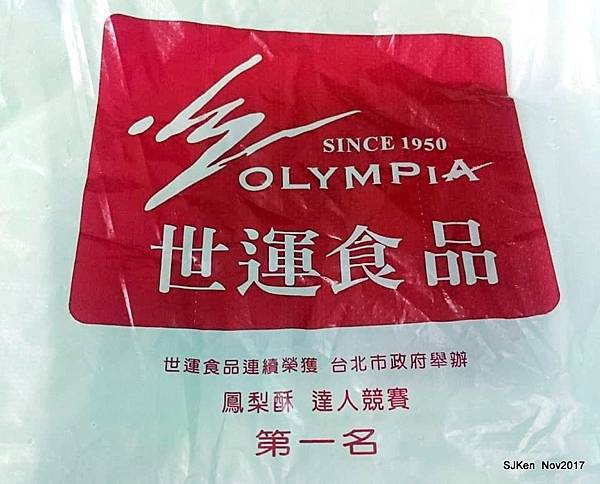 SINCE 1950
OLYMPIA
世運食品
世運食品連續榮獲 台北市政府舉辦
鳳梨酥 達人競賽
第一名
SJKen Nov2017